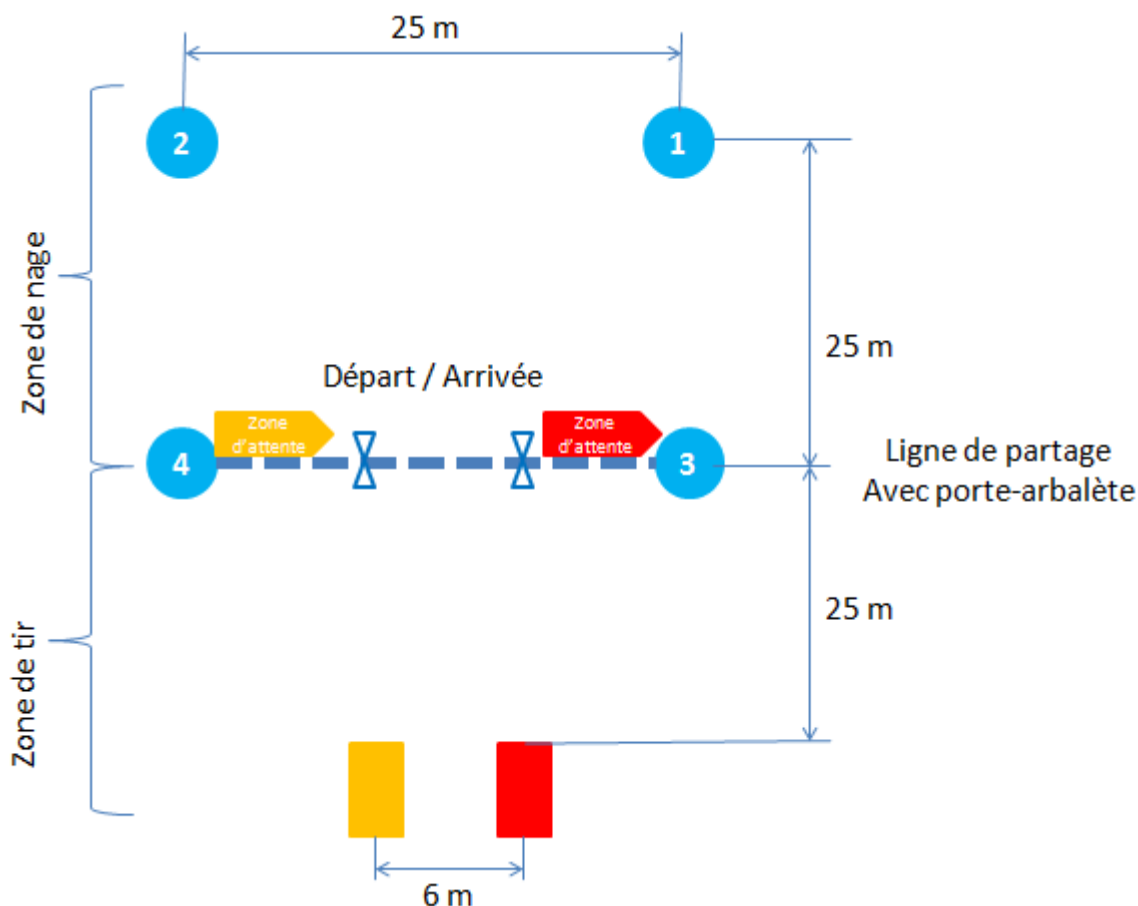 25 m
2
1
Zone de nage
25 m
Départ / Arrivée
Zone
d'attente
Zone
d'attente
4
3
Ligne de partage
Avec porte-arbalète
25 m
Zone de tir
6 m